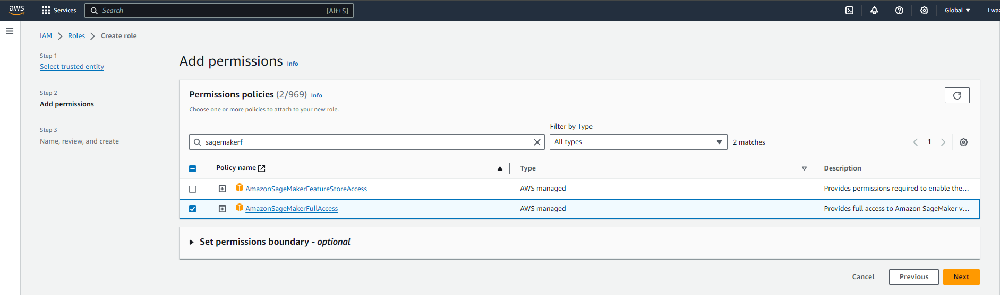 aws Services Search [Alt+S] Global Lwaz
IAM Roles Create role
Step 1
Select trusted entity
Step 2
Add permissions
Step 3
Name, review, and create
Add permissions Info
Permissions policies (2/969) Info
Choose one or more policies to attach to your new role.
Filter by Type
sagemakerf All types 2 matches 1
Policy name Type Description
AmazonSageMakerFeatureStoreAccess AWS managed Provides permissions required to enable the...
AmazonSageMakerFullAccess AWS managed Provides full access to Amazon SageMaker v...
Set permissions boundary - optional
Cancel Previous Next